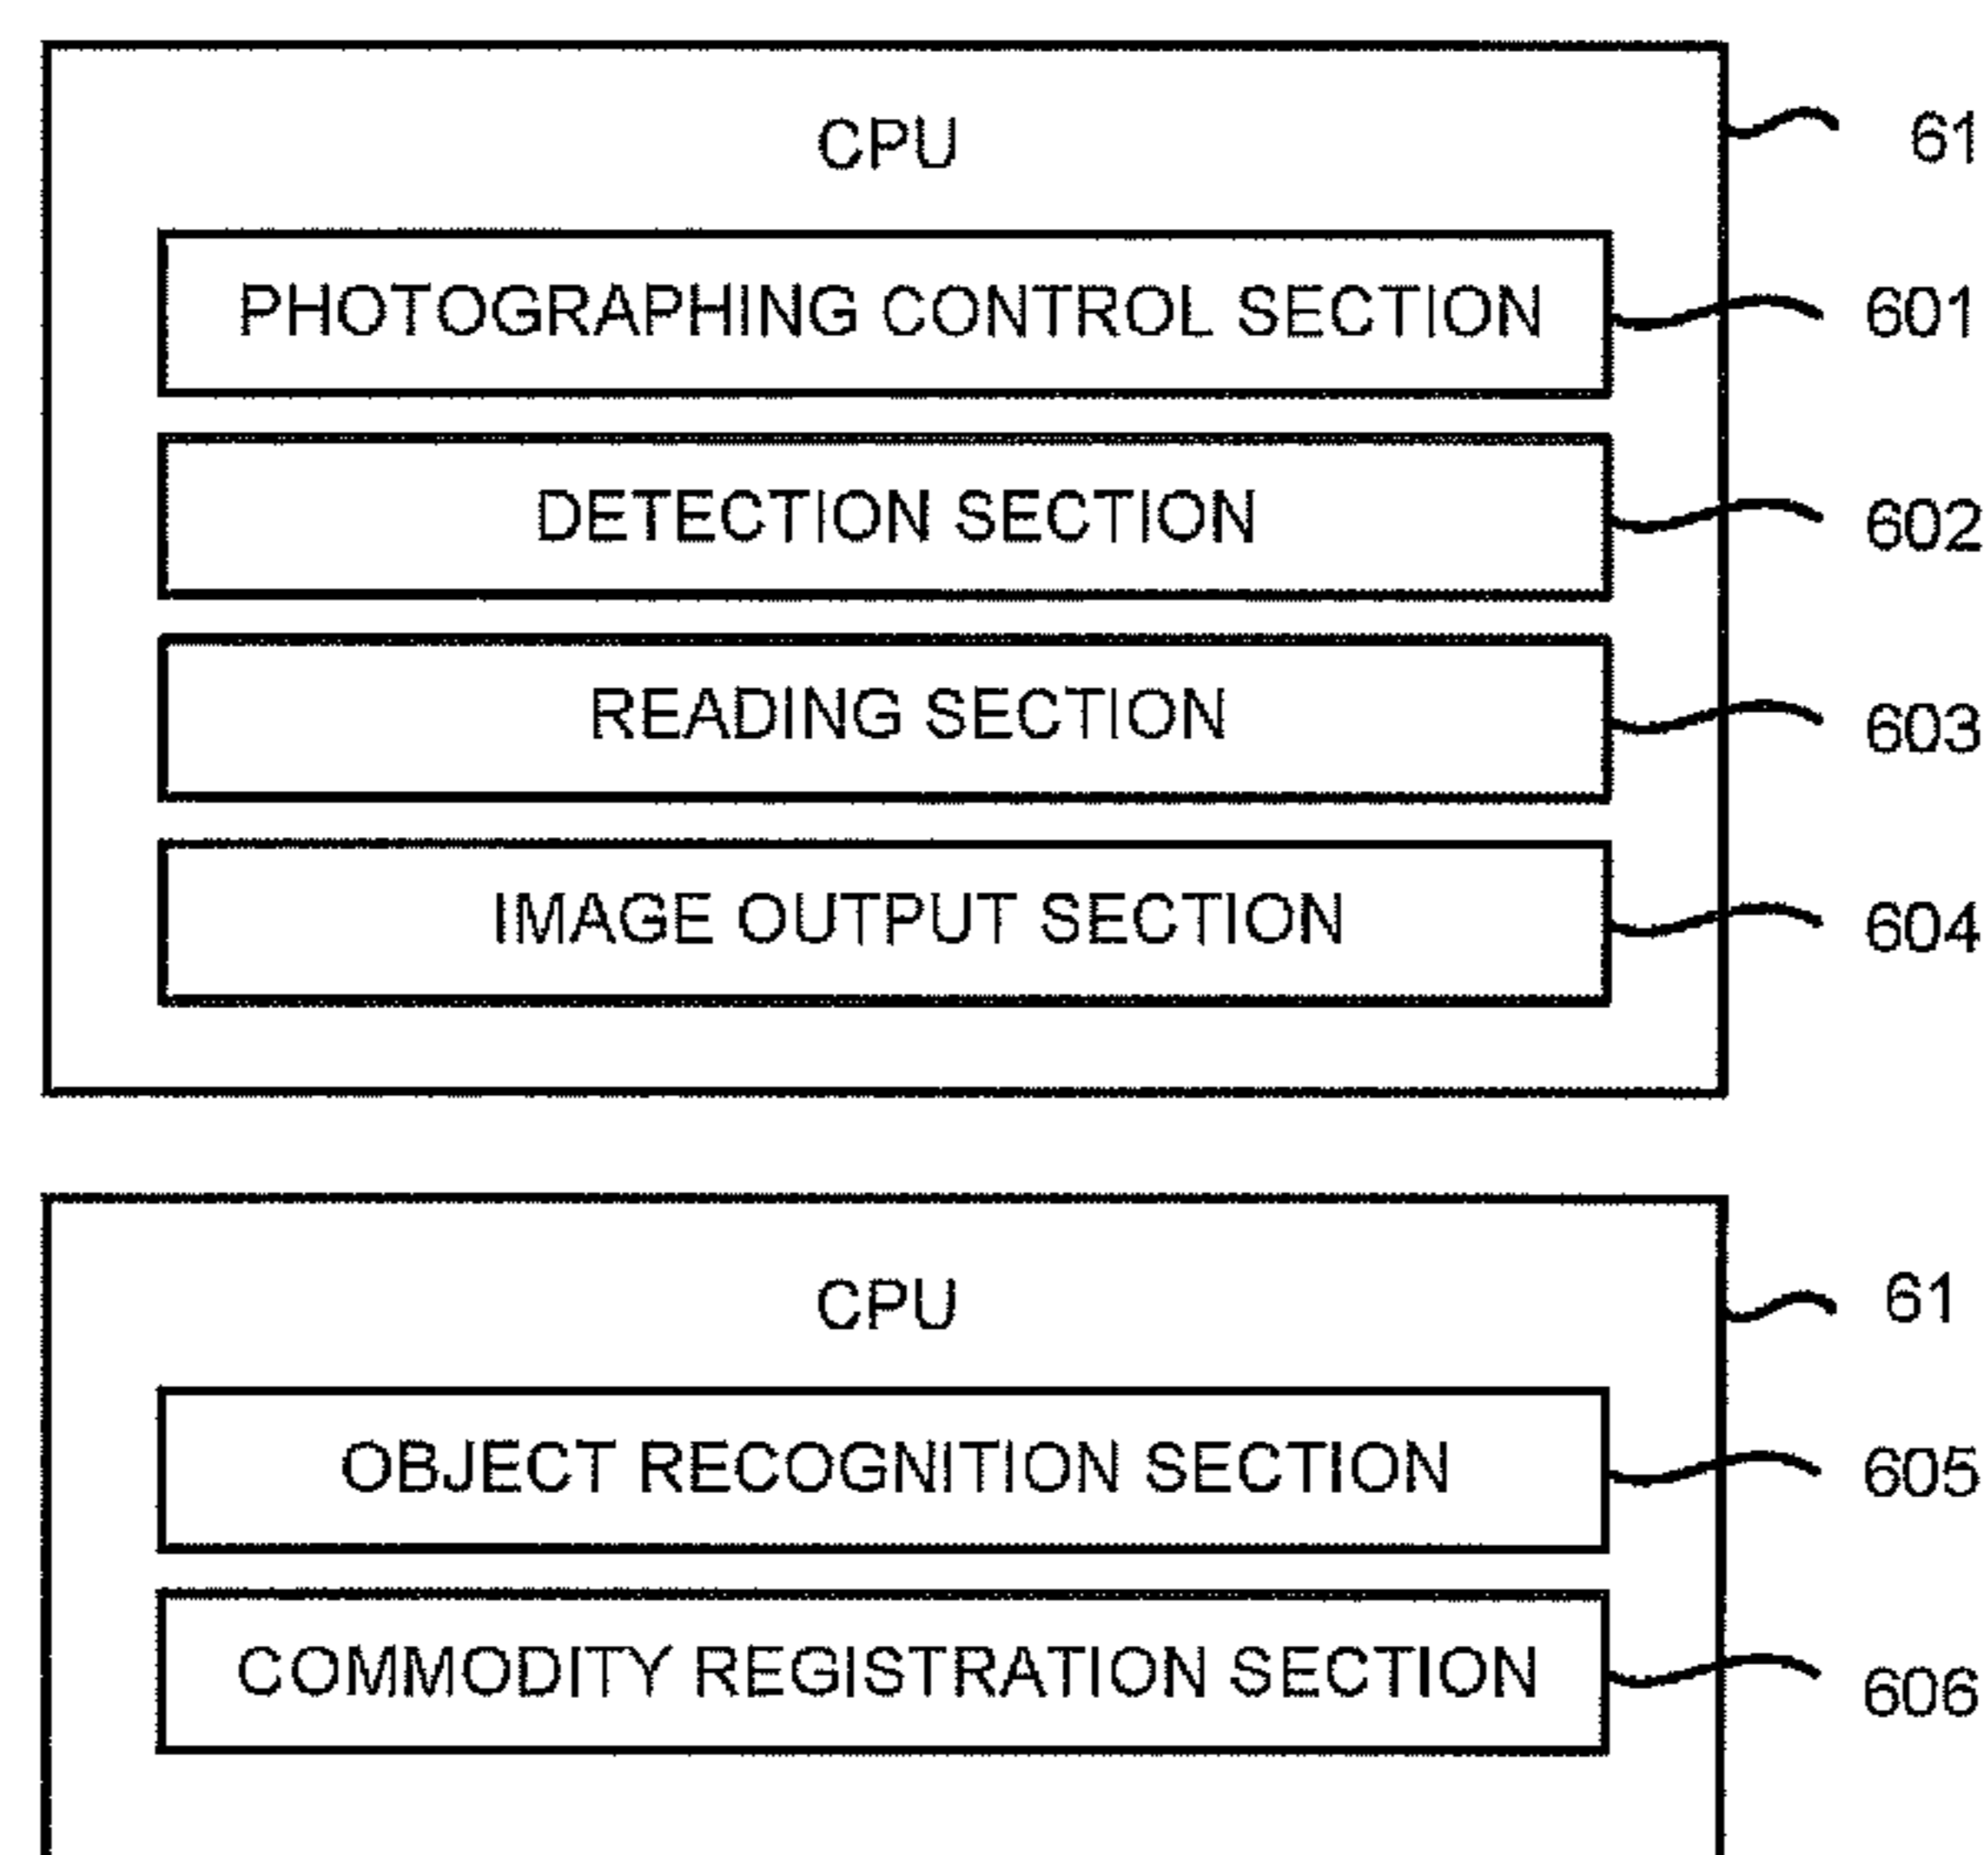 CPU 61
PHOTOGRAPHING CONTROL SECTION 601
DETECTION SECTION 602
READING SECTION 603
IMAGE OUTPUT SECTION 604
CPU 61
OBJECT RECOGNITION SECTION 605
COMMODITY REGISTRATION SECTION 606